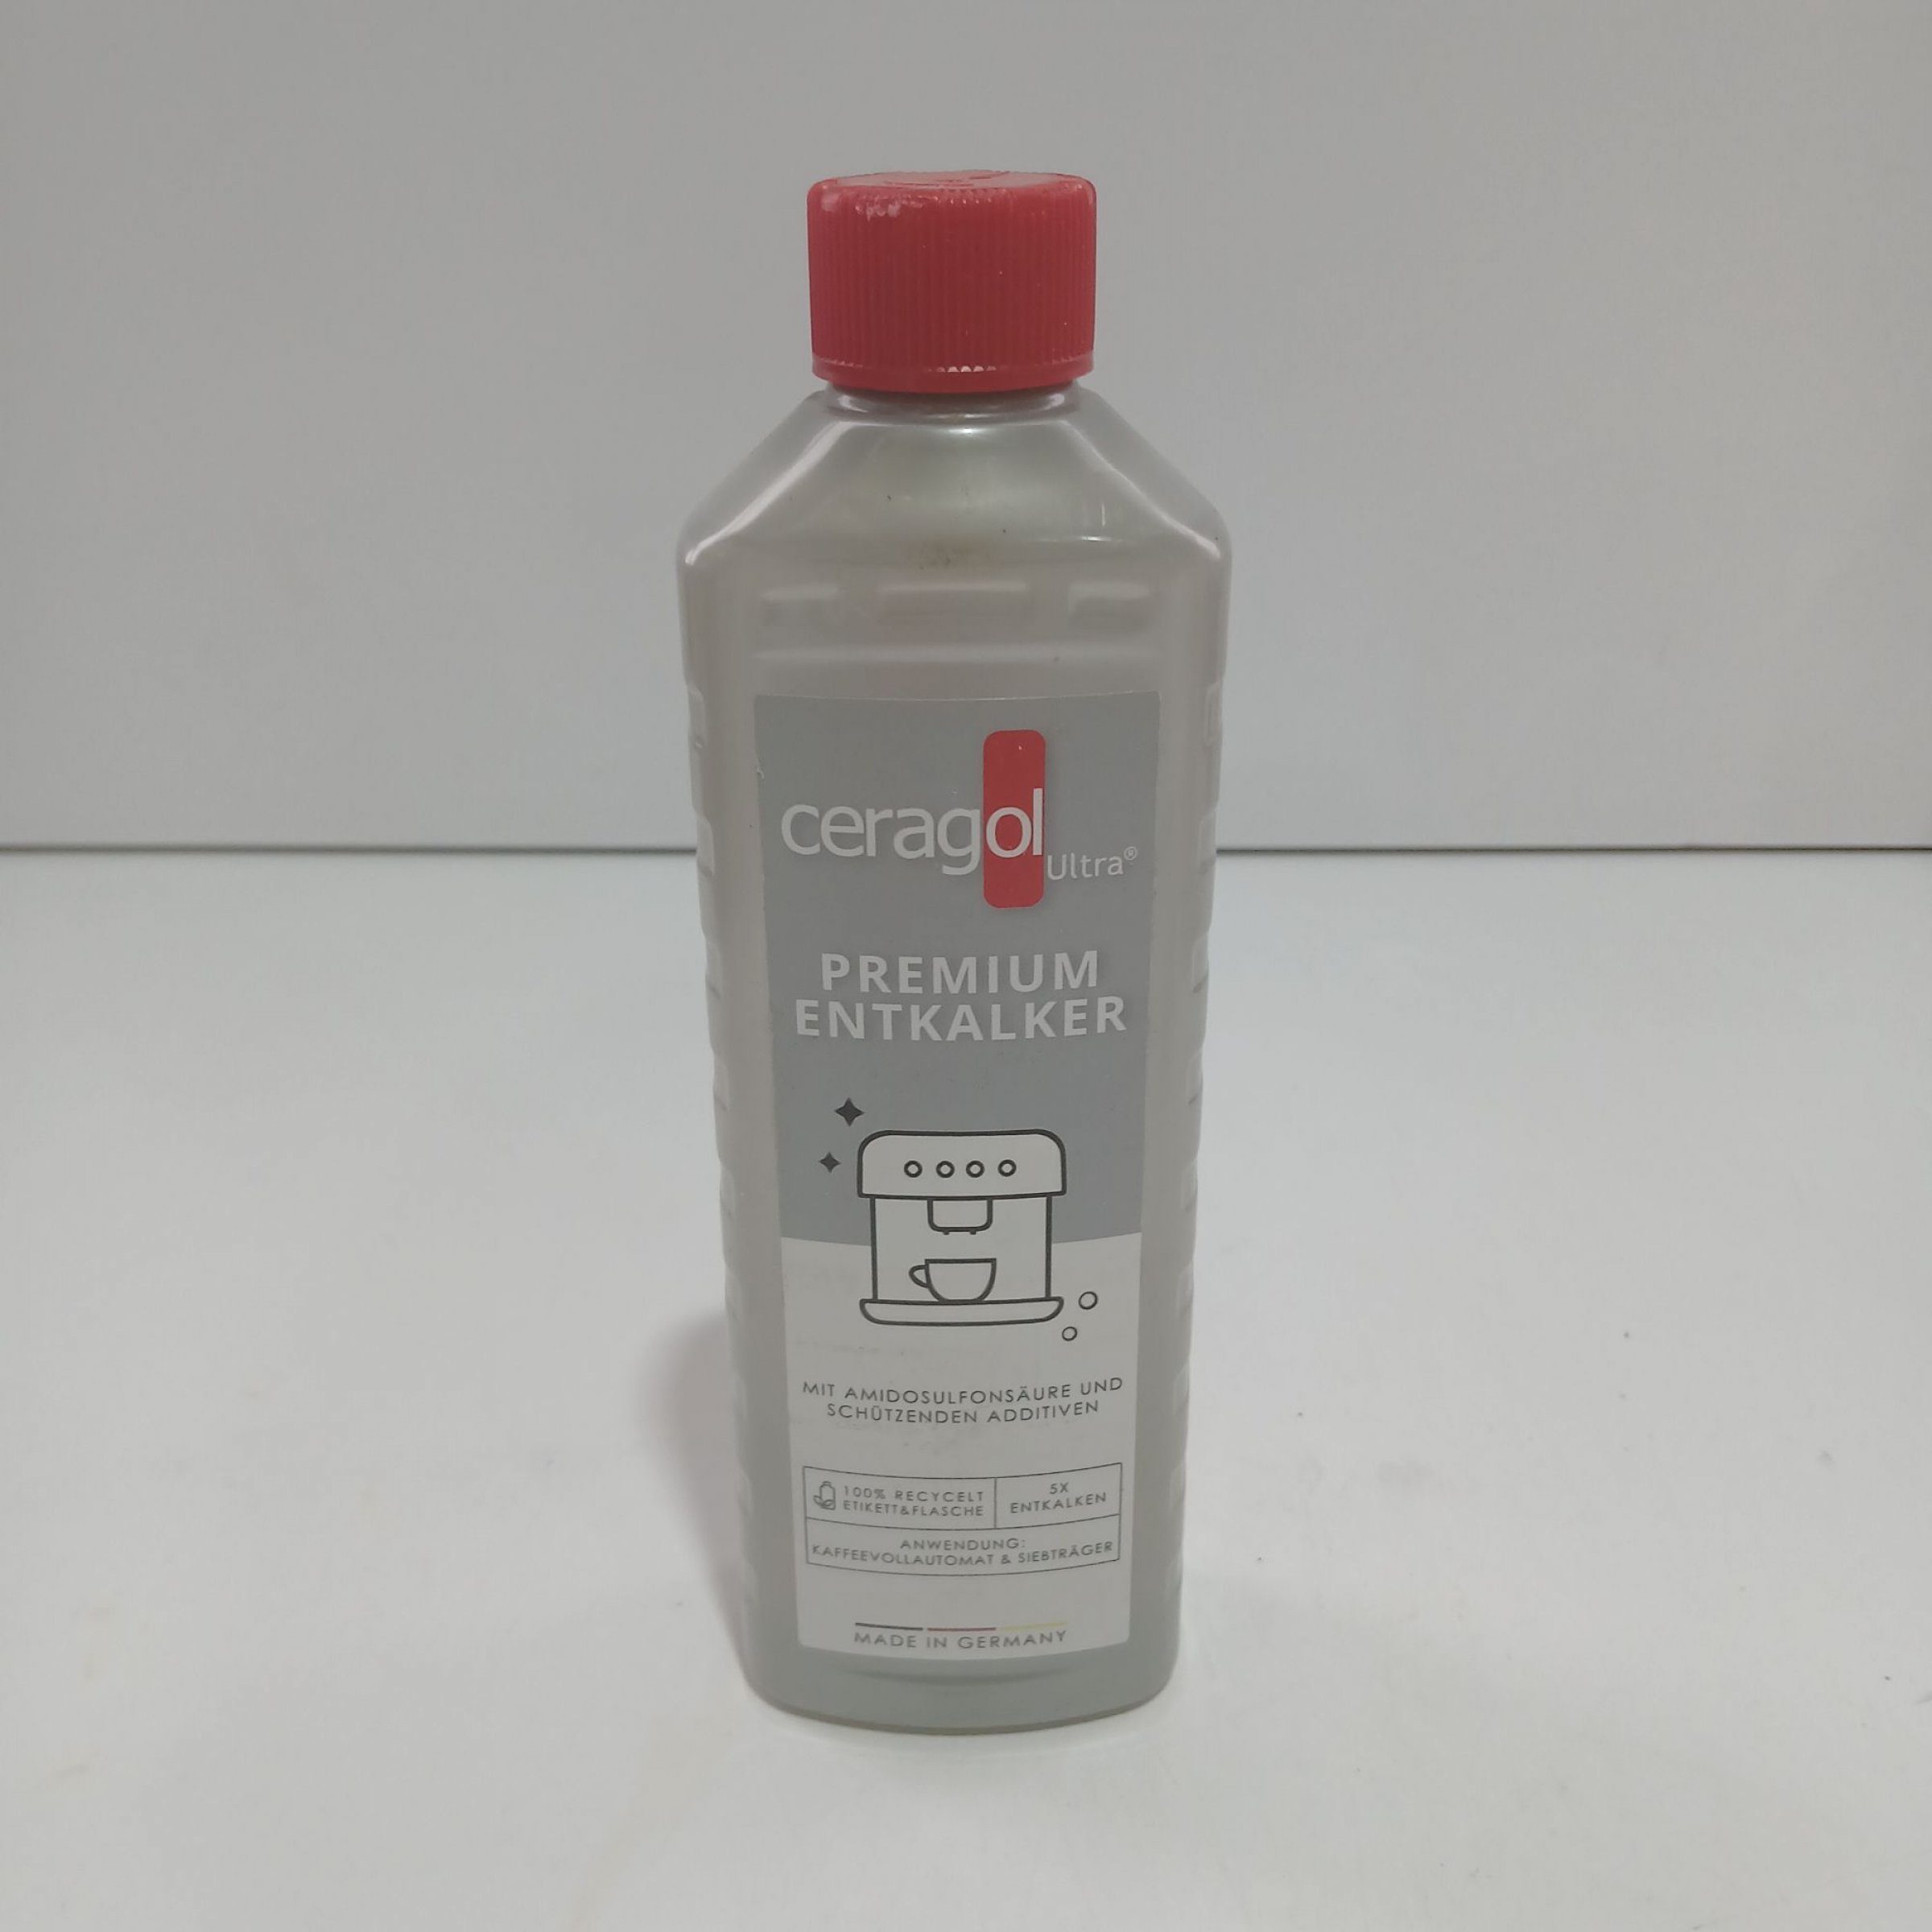 ceragol
Ultra®
PREMIUM
ENTKALKER
MIT AMIDOSULFONSÄURE UND
SCHÜTZENDEN ADDITIVEN
100% RECYCELT
ETIKETT&FLASCHE
5X
ENTKALKEN
ANWENDUNG:
KAFFEEVOLLAUTOMAT & SIEBTRÄGER
MADE IN GERMANY